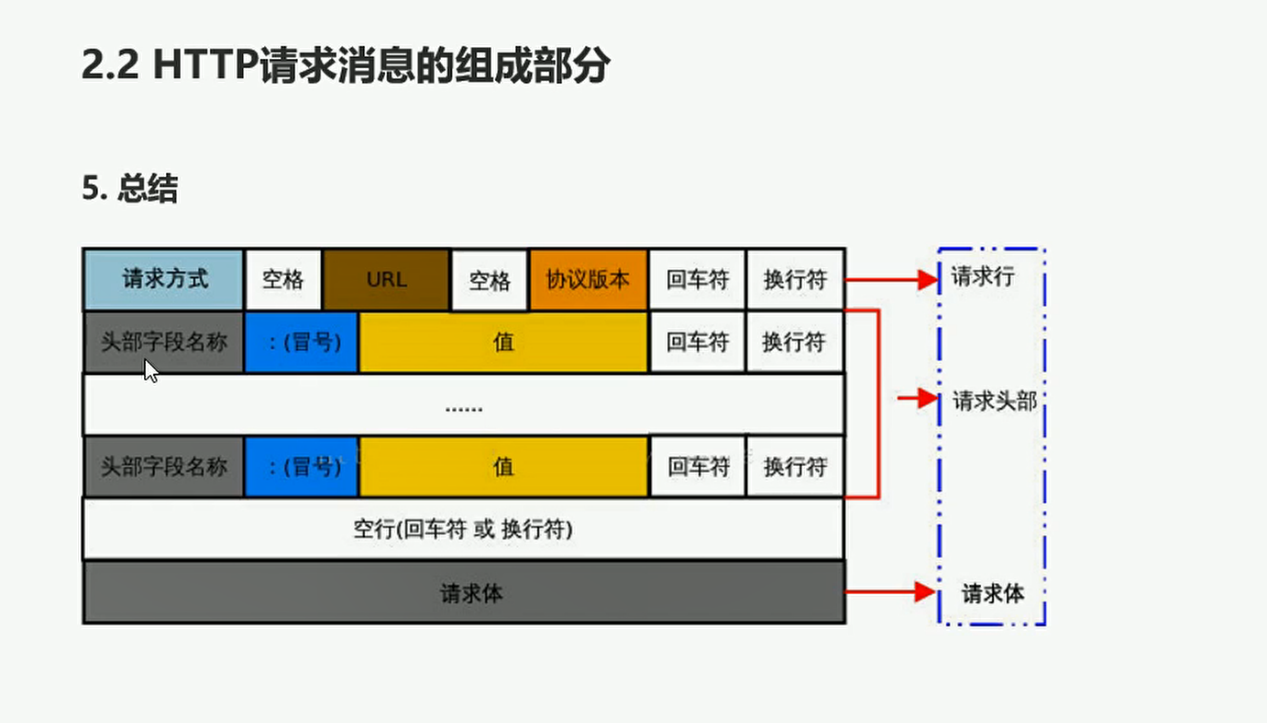 2.2 HTTP请求消息的组成部分
5. 总结
请求方式 空格 URL 空格 协议版本 回车符 换行符 请求行
头部字段名称 :(冒号) 值 回车符 换行符
...... 请求头部
头部字段名称 :(冒号) 值 回车符 换行符
空行(回车符 或 换行符)
请求体 请求体